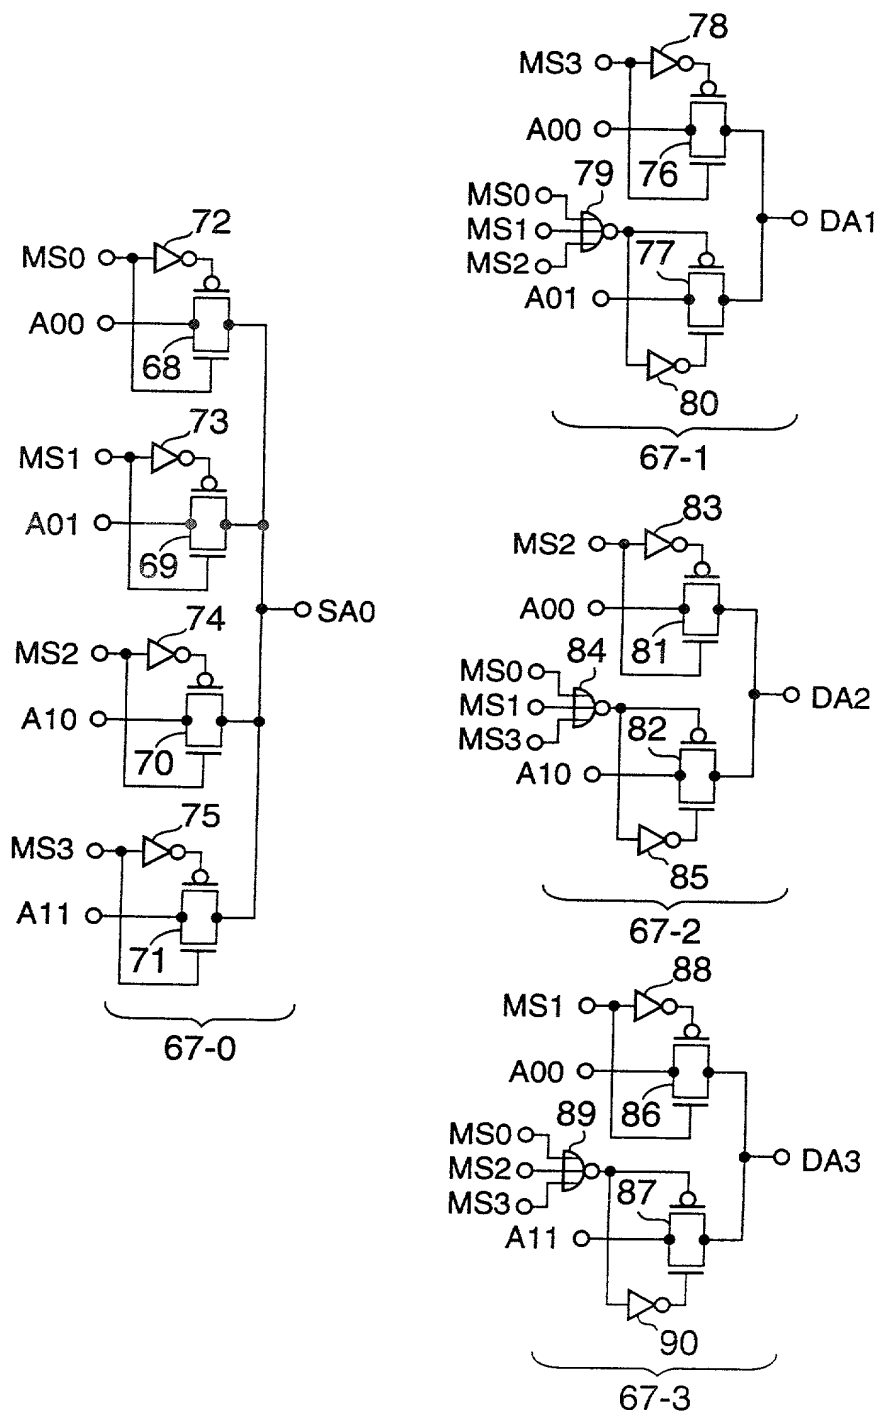 72
MS0
A00
68
73
MS1
A01
69
SA0
74
MS2
A10
70
75
MS3
A11
71
67-0
78
MS3
A00
76
79
MS0
MS1
MS2
77
A01
80
DA1
67-1
83
MS2
A00
81
84
MS0
MS1
MS3
82
A10
85
DA2
67-2
88
MS1
A00
86
89
MS0
MS2
MS3
87
A11
90
DA3
67-3